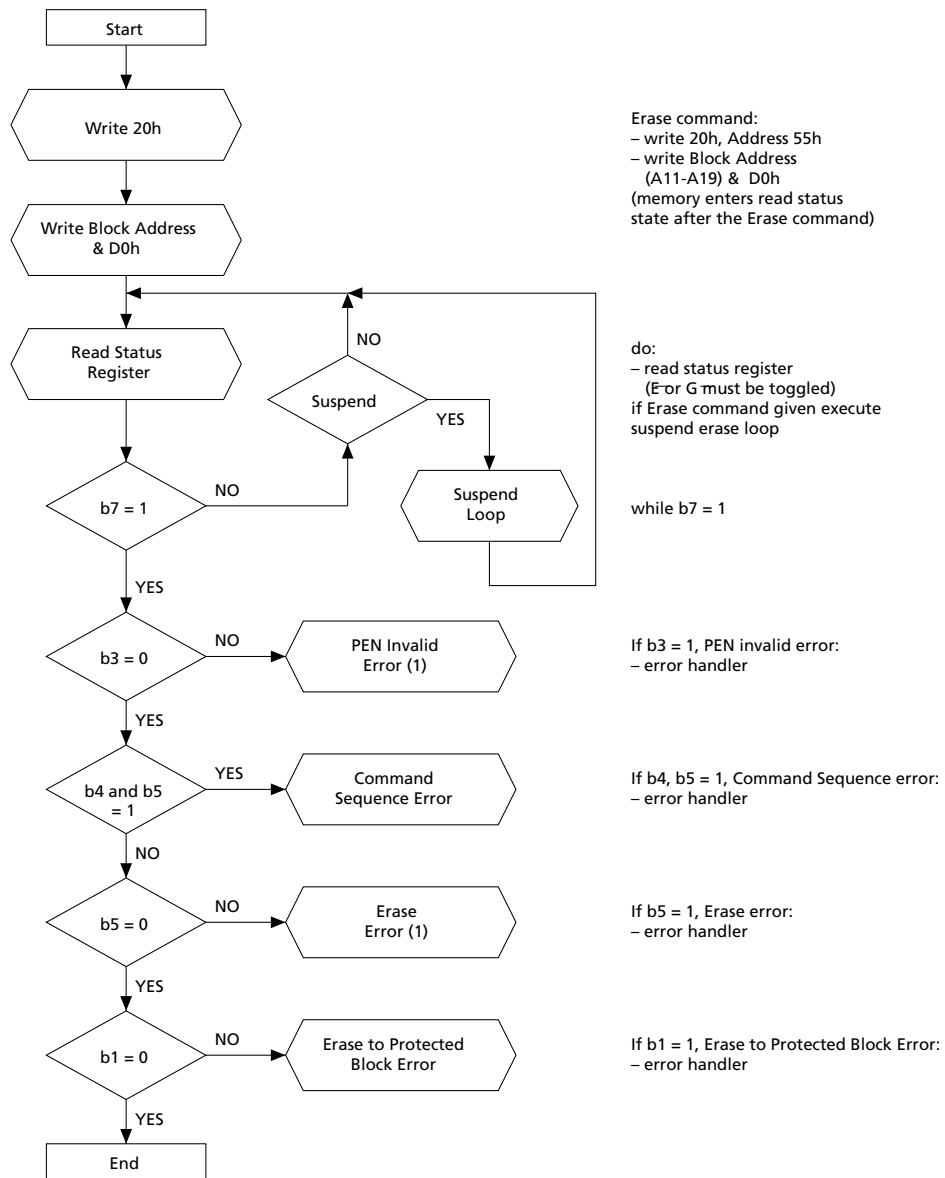 Start
Write 20h
Erase command:
– write 20h, Address 55h
– write Block Address
(A11-A19) & D0h
(memory enters read status
state after the Erase command)
Write Block Address
& D0h
NO
Read Status
Register
Suspend
YES
do:
– read status register
(E or G must be toggled)
if Erase command given execute
suspend erase loop
b7 = 1
NO
Suspend
Loop
while b7 = 1
YES
b3 = 0
NO
PEN Invalid
Error (1)
If b3 = 1, PEN invalid error:
– error handler
YES
b4 and b5
= 1
YES
Command
Sequence Error
If b4, b5 = 1, Command Sequence error:
– error handler
NO
b5 = 0
NO
Erase
Error (1)
If b5 = 1, Erase error:
– error handler
YES
b1 = 0
NO
Erase to Protected
Block Error
If b1 = 1, Erase to Protected Block Error:
– error handler
YES
End